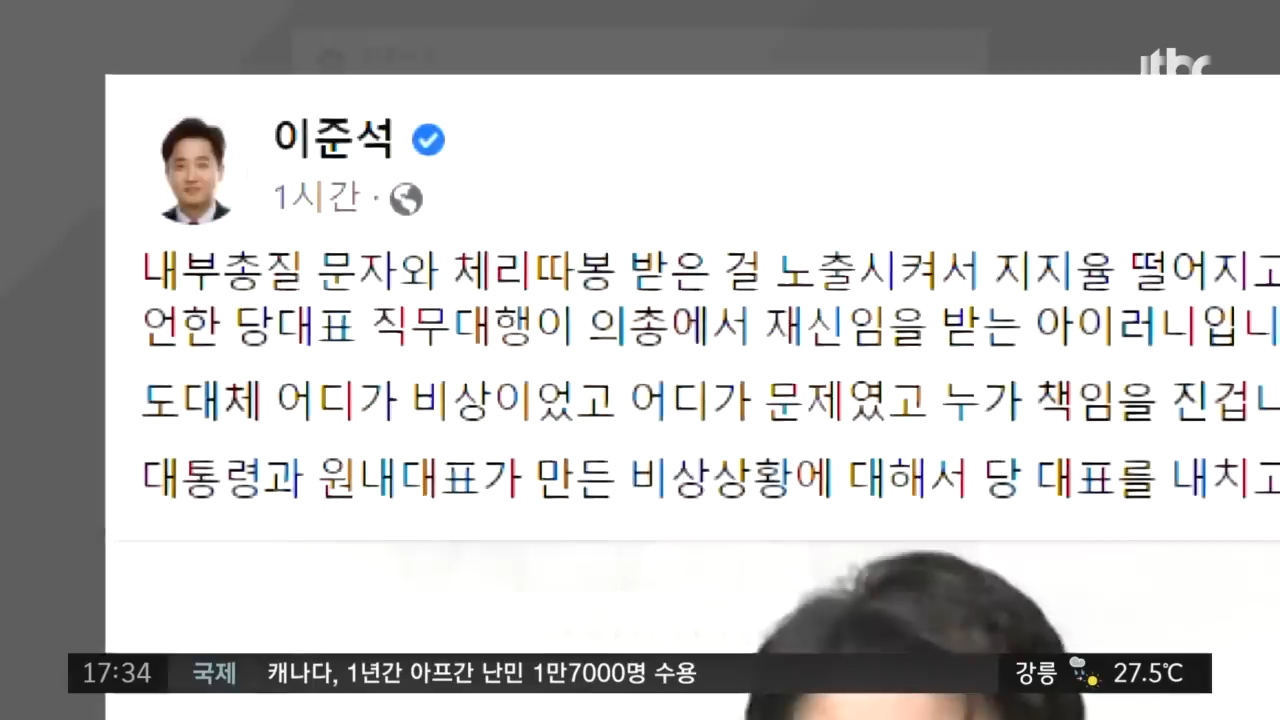 jtbc
이준석
1시간 ·
내부총질 문자와 체리따봉 받은 걸 노출시켜서 지지율 떨어지고
언한 당대표 직무대행이 의총에서 재신임을 받는 아이러니입니
도대체 어디가 비상이었고 어디가 문제였고 누가 책임을 진겁니
대통령과 원내대표가 만든 비상상황에 대해서 당 대표를 내치고
17:34 국제 캐나다, 1년간 아프간 난민 1만7000명 수용 강릉 27.5℃